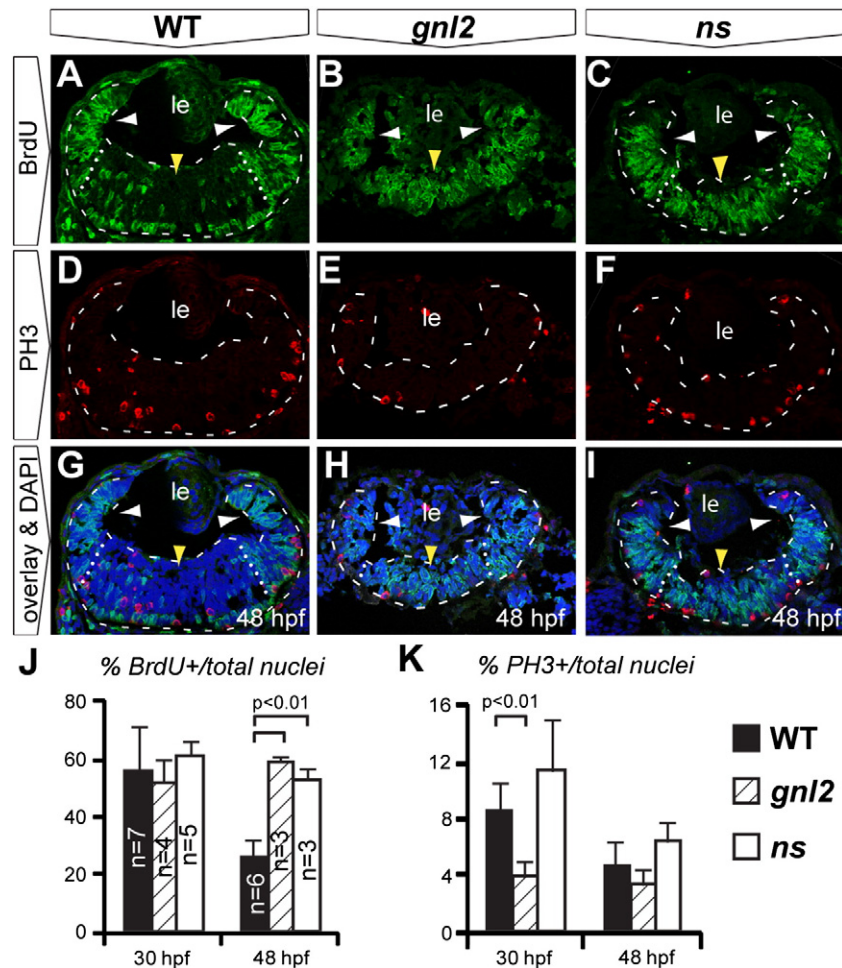 WT gnl2 ns
BrdU
A le
B le
C le
PH3
D le
E le
F le
overlay & DAPI
G le 48 hpf
H le 48 hpf
I le 48 hpf
J % BrdU+/total nuclei
80
60
40
20
0
p<0.01
n=7 n=4 n=5
n=6 n=3 n=3
30 hpf 48 hpf
K % PH3+/total nuclei
16
12
8
4
0
p<0.01
30 hpf 48 hpf
WT
gnl2
ns